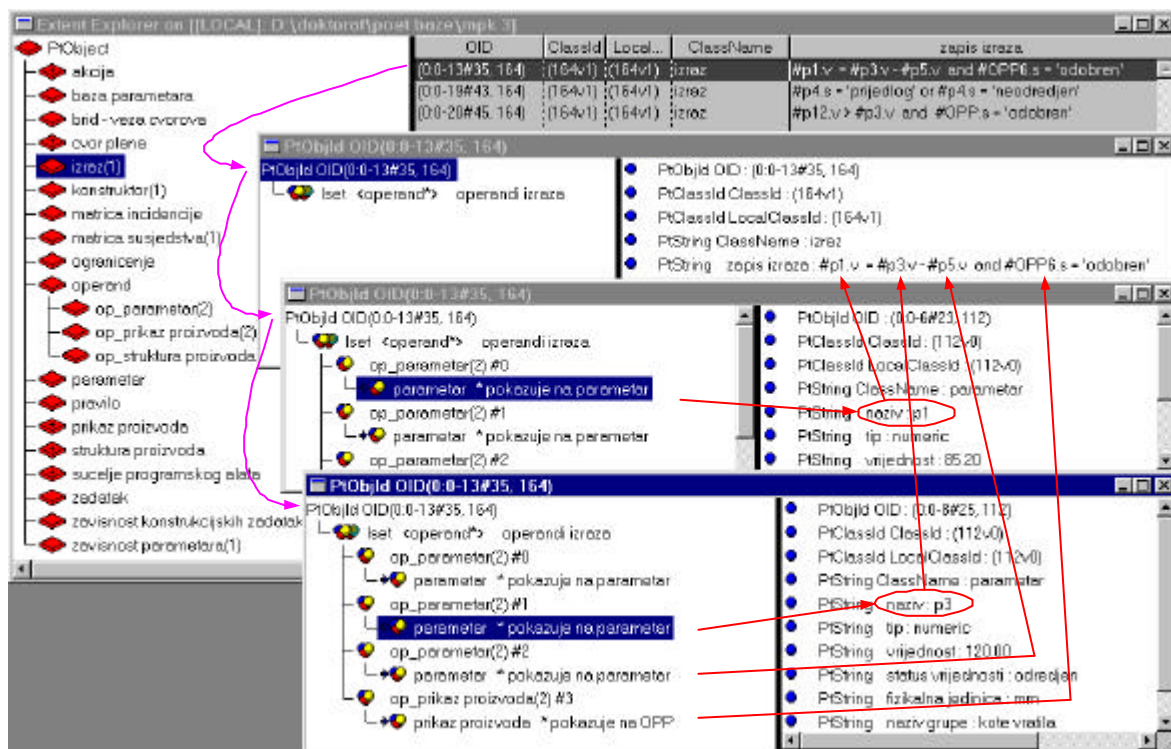 Extent Explorer on [[LOCAL]: D:\doktorat\poet baze\mpk 3]
PtObject
akcija
baza parametara
brid - veza cvorova
cvor plana
izraz(1)
konstruktor(1)
matrica incidencije
matrica susjedstva(1)
ogranicenje
operand
op_parametar(2)
op_prikaz proizvoda(2)
op_struktura proizvoda
parametar
pravilo
prikaz proizvoda
struktura proizvoda
sucelje programskog alata
zadatak
zavisnost konstrukcijskih zadatak
zavisnost parametara(1)
OID ClassId Local... ClassName zapis izraza
(0:0-13#35, 164) (164v1) (164v1) izraz #p1.v = #p3.v - #p5.v and #OPP6.s = 'odobren'
(0:0-19#43, 164) (164v1) (164v1) izraz #p4.s = 'prijedlog' or #p4.s = 'neodredjen'
(0:0-20#45, 164) (164v1) (164v1) izraz #p12.v > #p3.v and #OPP.s = 'odobren'
PtObjId OID(0:0-13#35, 164)
PtObjId OID(0:0-13#35, 164)
lset <operand*> operandi izraza
PtObjId OID : (0:0-13#35, 164)
PtClassId ClassId : (164v1)
PtClassId LocalClassId : (164v1)
PtString ClassName : izraz
PtString zapis izraza : #p1.v = #p3.v - #p5.v and #OPP6.s = 'odobren'
PtObjId OID(0:0-13#35, 164)
PtObjId OID(0:0-13#35, 164)
lset <operand*> operandi izraza
op_parametar(2) #0
parametar * pokazuje na parametar
op_parametar(2) #1
parametar * pokazuje na parametar
op_parametar(2) #2
PtObjId OID : (0:0-6#23, 112)
PtClassId ClassId : (112v0)
PtClassId LocalClassId : (112v0)
PtString ClassName : parametar
PtString naziv : p1
PtString tip : numeric
PtString vrijednost : 85.20
PtObjId OID(0:0-13#35, 164)
PtObjId OID(0:0-13#35, 164)
lset <operand*> operandi izraza
op_parametar(2) #0
parametar * pokazuje na parametar
op_parametar(2) #1
parametar * pokazuje na parametar
op_parametar(2) #2
parametar * pokazuje na parametar
op_prikaz proizvoda(2) #3
prikaz proizvoda * pokazuje na OPP
PtObjId OID : (0:0-8#25, 112)
PtClassId ClassId : (112v0)
PtClassId LocalClassId : (112v0)
PtString ClassName : parametar
PtString naziv : p3
PtString tip : numeric
PtString vrijednost : 120.00
PtString status vrijednosti : odredjen
PtString fizikalna jedinica : mm
PtString naziv grupe : kote vratila